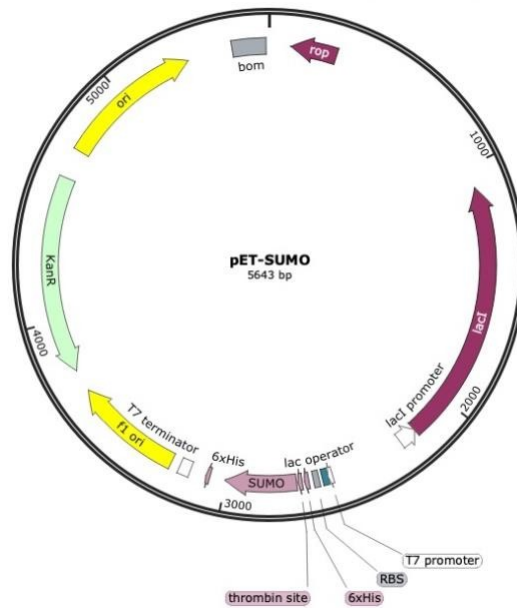 bom
rop
ori
5000
1000
KanR
pET-SUMO
5643 bp
lacI
4000
lacI promoter
2000
f1 ori
T7 terminator
6xHis
lac operator
SUMO
3000
T7 promoter
RBS
thrombin site
6xHis